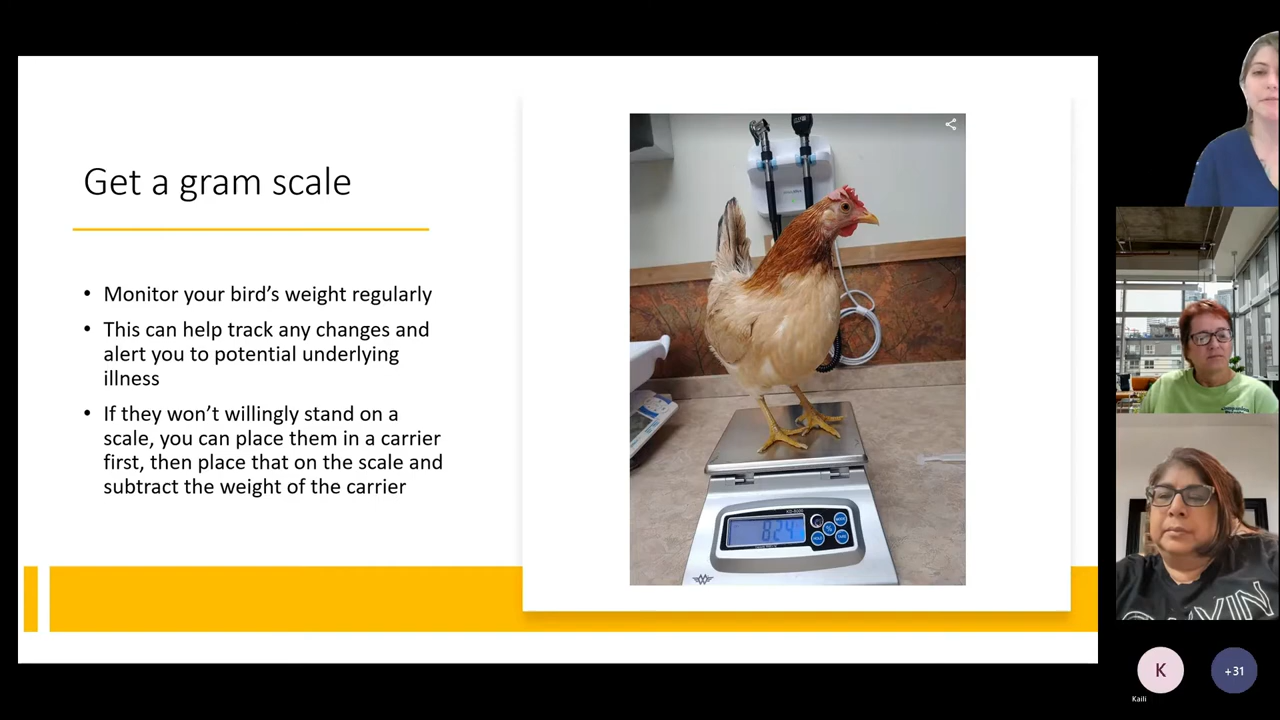 Get a gram scale
• Monitor your bird's weight regularly
• This can help track any changes and
alert you to potential underlying
illness
• If they won't willingly stand on a
scale, you can place them in a carrier
first, then place that on the scale and
subtract the weight of the carrier
824
K
Kaili
+31